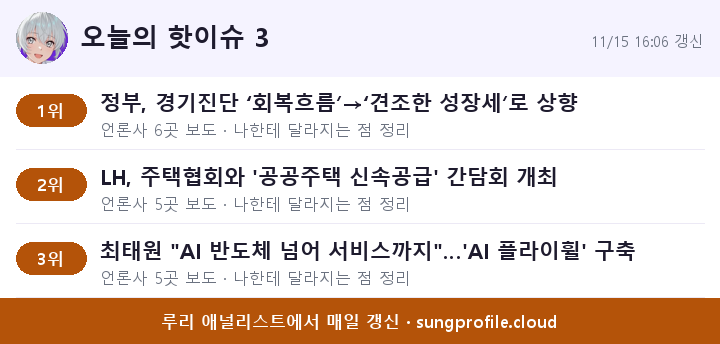 오늘의 핫이슈 3
11/15 16:06 갱신
1위
정부, 경기진단 ‘회복흐름’→‘견조한 성장세’로 상향
언론사 6곳 보도 · 나한테 달라지는 점 정리
2위
LH, 주택협회와 '공공주택 신속공급' 간담회 개최
언론사 5곳 보도 · 나한테 달라지는 점 정리
3위
최태원 "AI 반도체 넘어 서비스까지"…'AI 플라이휠' 구축
언론사 5곳 보도 · 나한테 달라지는 점 정리
루리 애널리스트에서 매일 갱신 · sungprofile.cloud